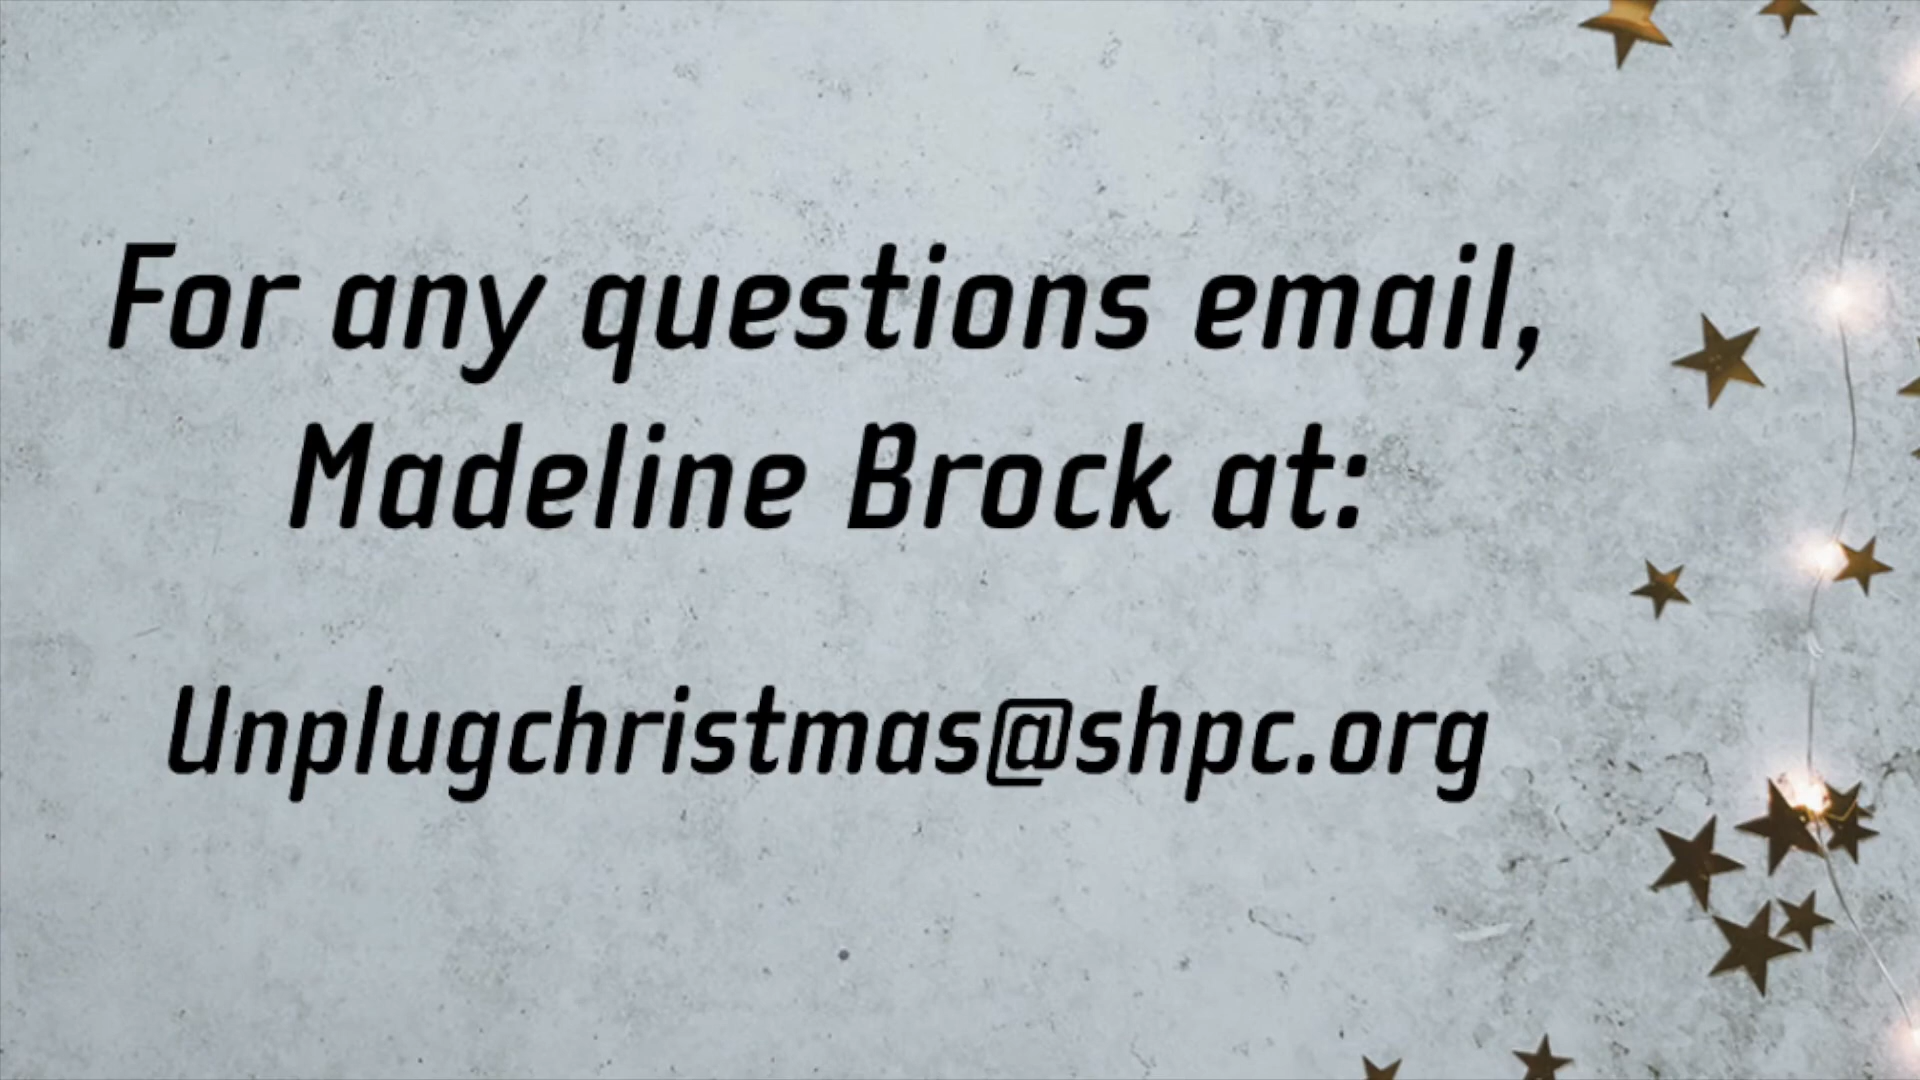 For any questions email,
Madeline Brock at:
Unplugchristmas@shpc.org